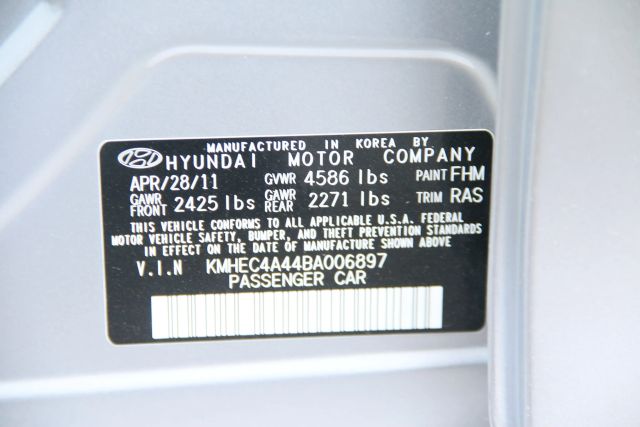 MANUFACTURED IN KOREA BY
HYUNDAI MOTOR COMPANY
APR/28/11 GVWR 4586 lbs PAINT FHM
GAWR FRONT 2425 lbs GAWR REAR 2271 lbs TRIM RAS
THIS VEHICLE CONFORMS TO ALL APPLICABLE U.S.A. FEDERAL
MOTOR VEHICLE SAFETY, BUMPER, AND THEFT PREVENTION STANDARDS
IN EFFECT ON THE DATE OF MANUFACTURE SHOWN ABOVE
V.I.N KMHEC4A44BA006897
PASSENGER CAR